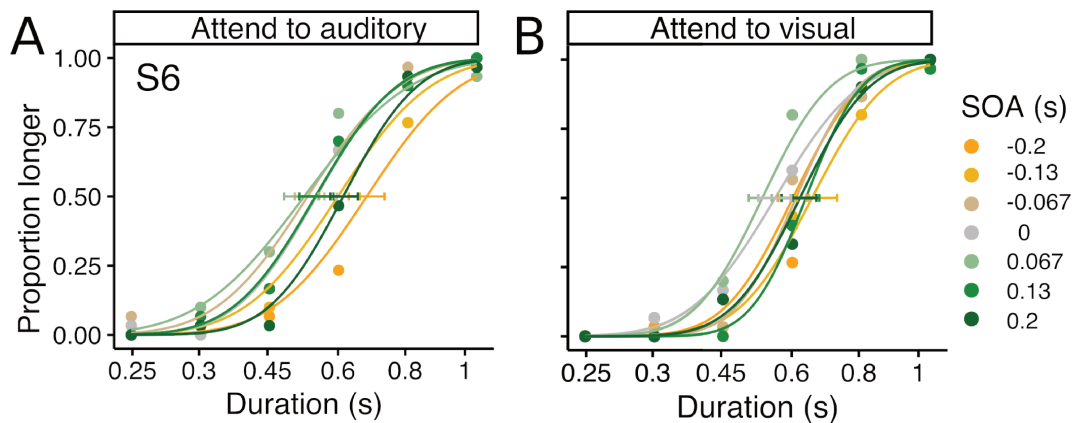 A
Attend to auditory
B
Attend to visual
S6
1.00
0.75
0.50
0.25
0.00
Proportion longer
0.25 0.3 0.45 0.6 0.8 1
Duration (s)
0.25 0.3 0.45 0.6 0.8 1
Duration (s)
SOA (s)
-0.2
-0.13
-0.067
0
0.067
0.13
0.2